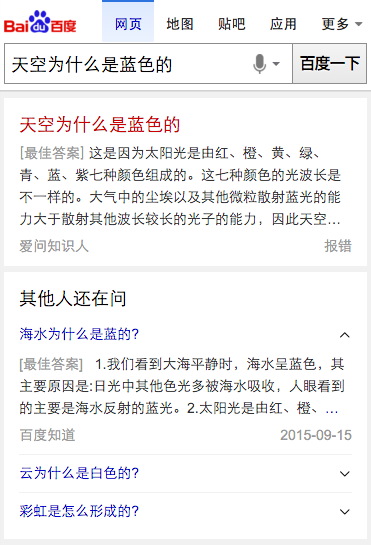 Bai du 百度 网页 地图 贴吧 应用 更多
天空为什么是蓝色的 百度一下
天空为什么是蓝色的
[最佳答案] 这是因为太阳光是由红、橙、黄、绿、
青、蓝、紫七种颜色组成的。这七种颜色的光波长是
不一样的。大气中的尘埃以及其他微粒散射蓝光的能
力大于散射其他波长较长的光子的能力，因此天空...
爱问知识人 报错
其他人还在问
海水为什么是蓝的?
[最佳答案] 1.我们看到大海平静时，海水呈蓝色，其
主要原因是:日光中其他色光多被海水吸收，人眼看到
的主要是海水反射的蓝光。2.太阳光是由红、橙、...
百度知道 2015-09-15
云为什么是白色的?
彩虹是怎么形成的?